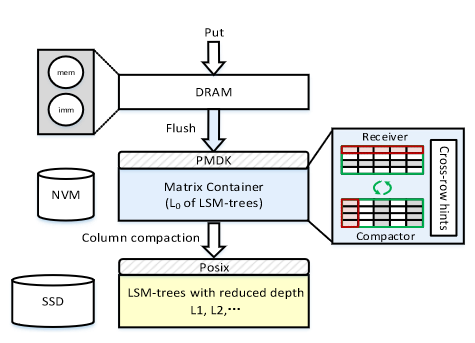 Put
mem
imm
DRAM
Flush
PMDK
NVM
Matrix Container
(L0 of LSM-trees)
Receiver
Compactor
Cross-row hints
Column compaction
Posix
SSD
LSM-trees with reduced depth
L1, L2,···